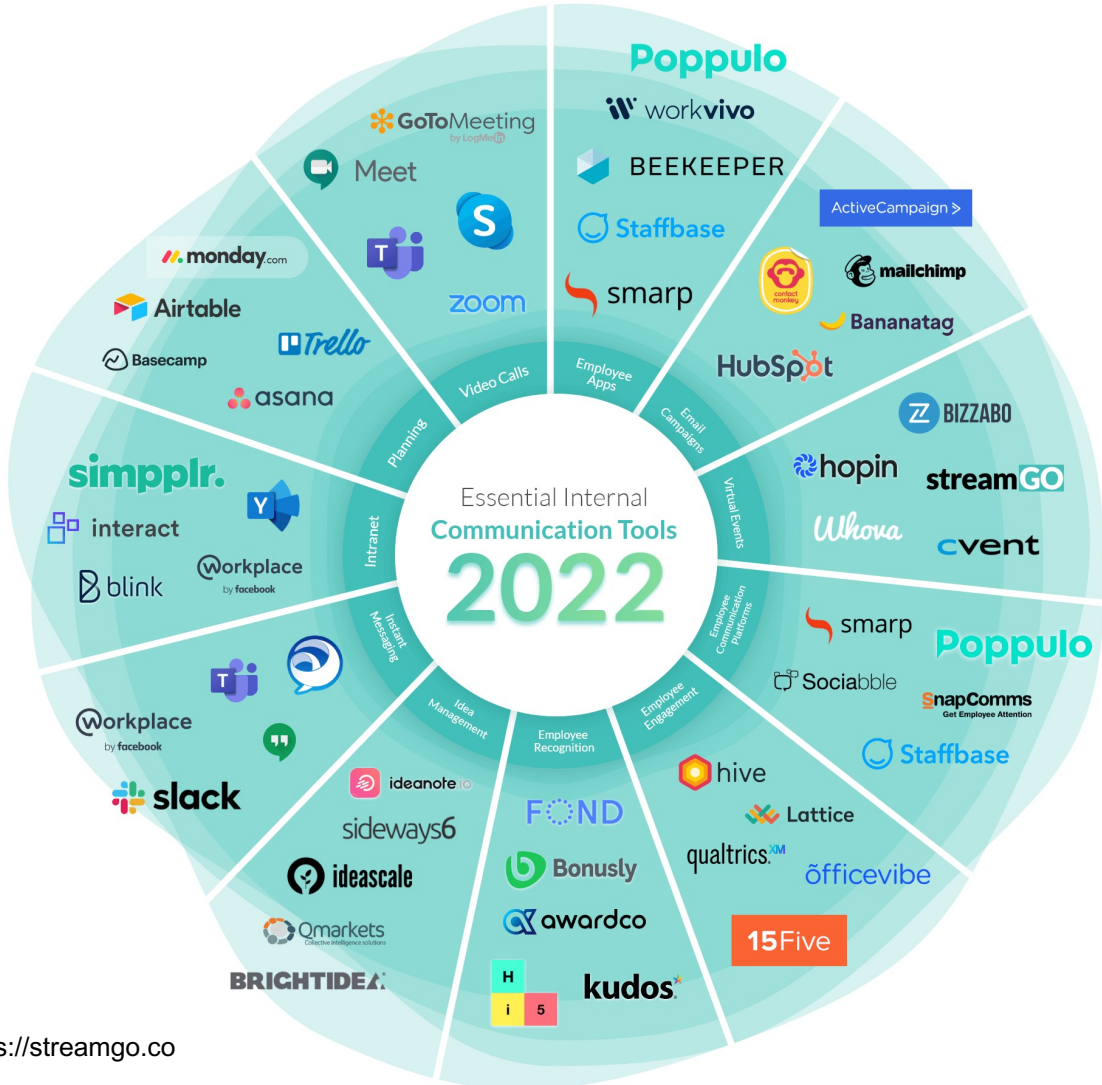 Essential Internal
Communication Tools
2022
Employee
Apps
Poppulo
workvivo
BEEKEEPER
Staffbase
smarp
Email
Campaigns
ActiveCampaign >
contact
monkey
mailchimp
Bananatag
HubSpot
Virtual Events
BIZZABO
hopin
streamGO
Whova
cvent
Employee
Communication
Platforms
smarp
Poppulo
Sociabble
SnapComms
Get Employee Attention
Staffbase
Employee
Engagement
hive
Lattice
qualtrics.XM
õfficevibe
15Five
Employee
Recognition
FOND
Bonusly
awardco
H
i 5
kudos
Idea
Management
ideanote.io
sideways6
ideascale
Qmarkets
Collective intelligence solutions
BRIGHTIDEA
Instant
Messaging
T
Workplace
by facebook
slack
Intranet
simpplr.
Y
interact
Workplace
by facebook
blink
Planning
monday.com
Airtable
Trello
Basecamp
asana
Video Calls
GoToMeeting
by LogMeIn
Meet
S
T
zoom
s://streamgo.co